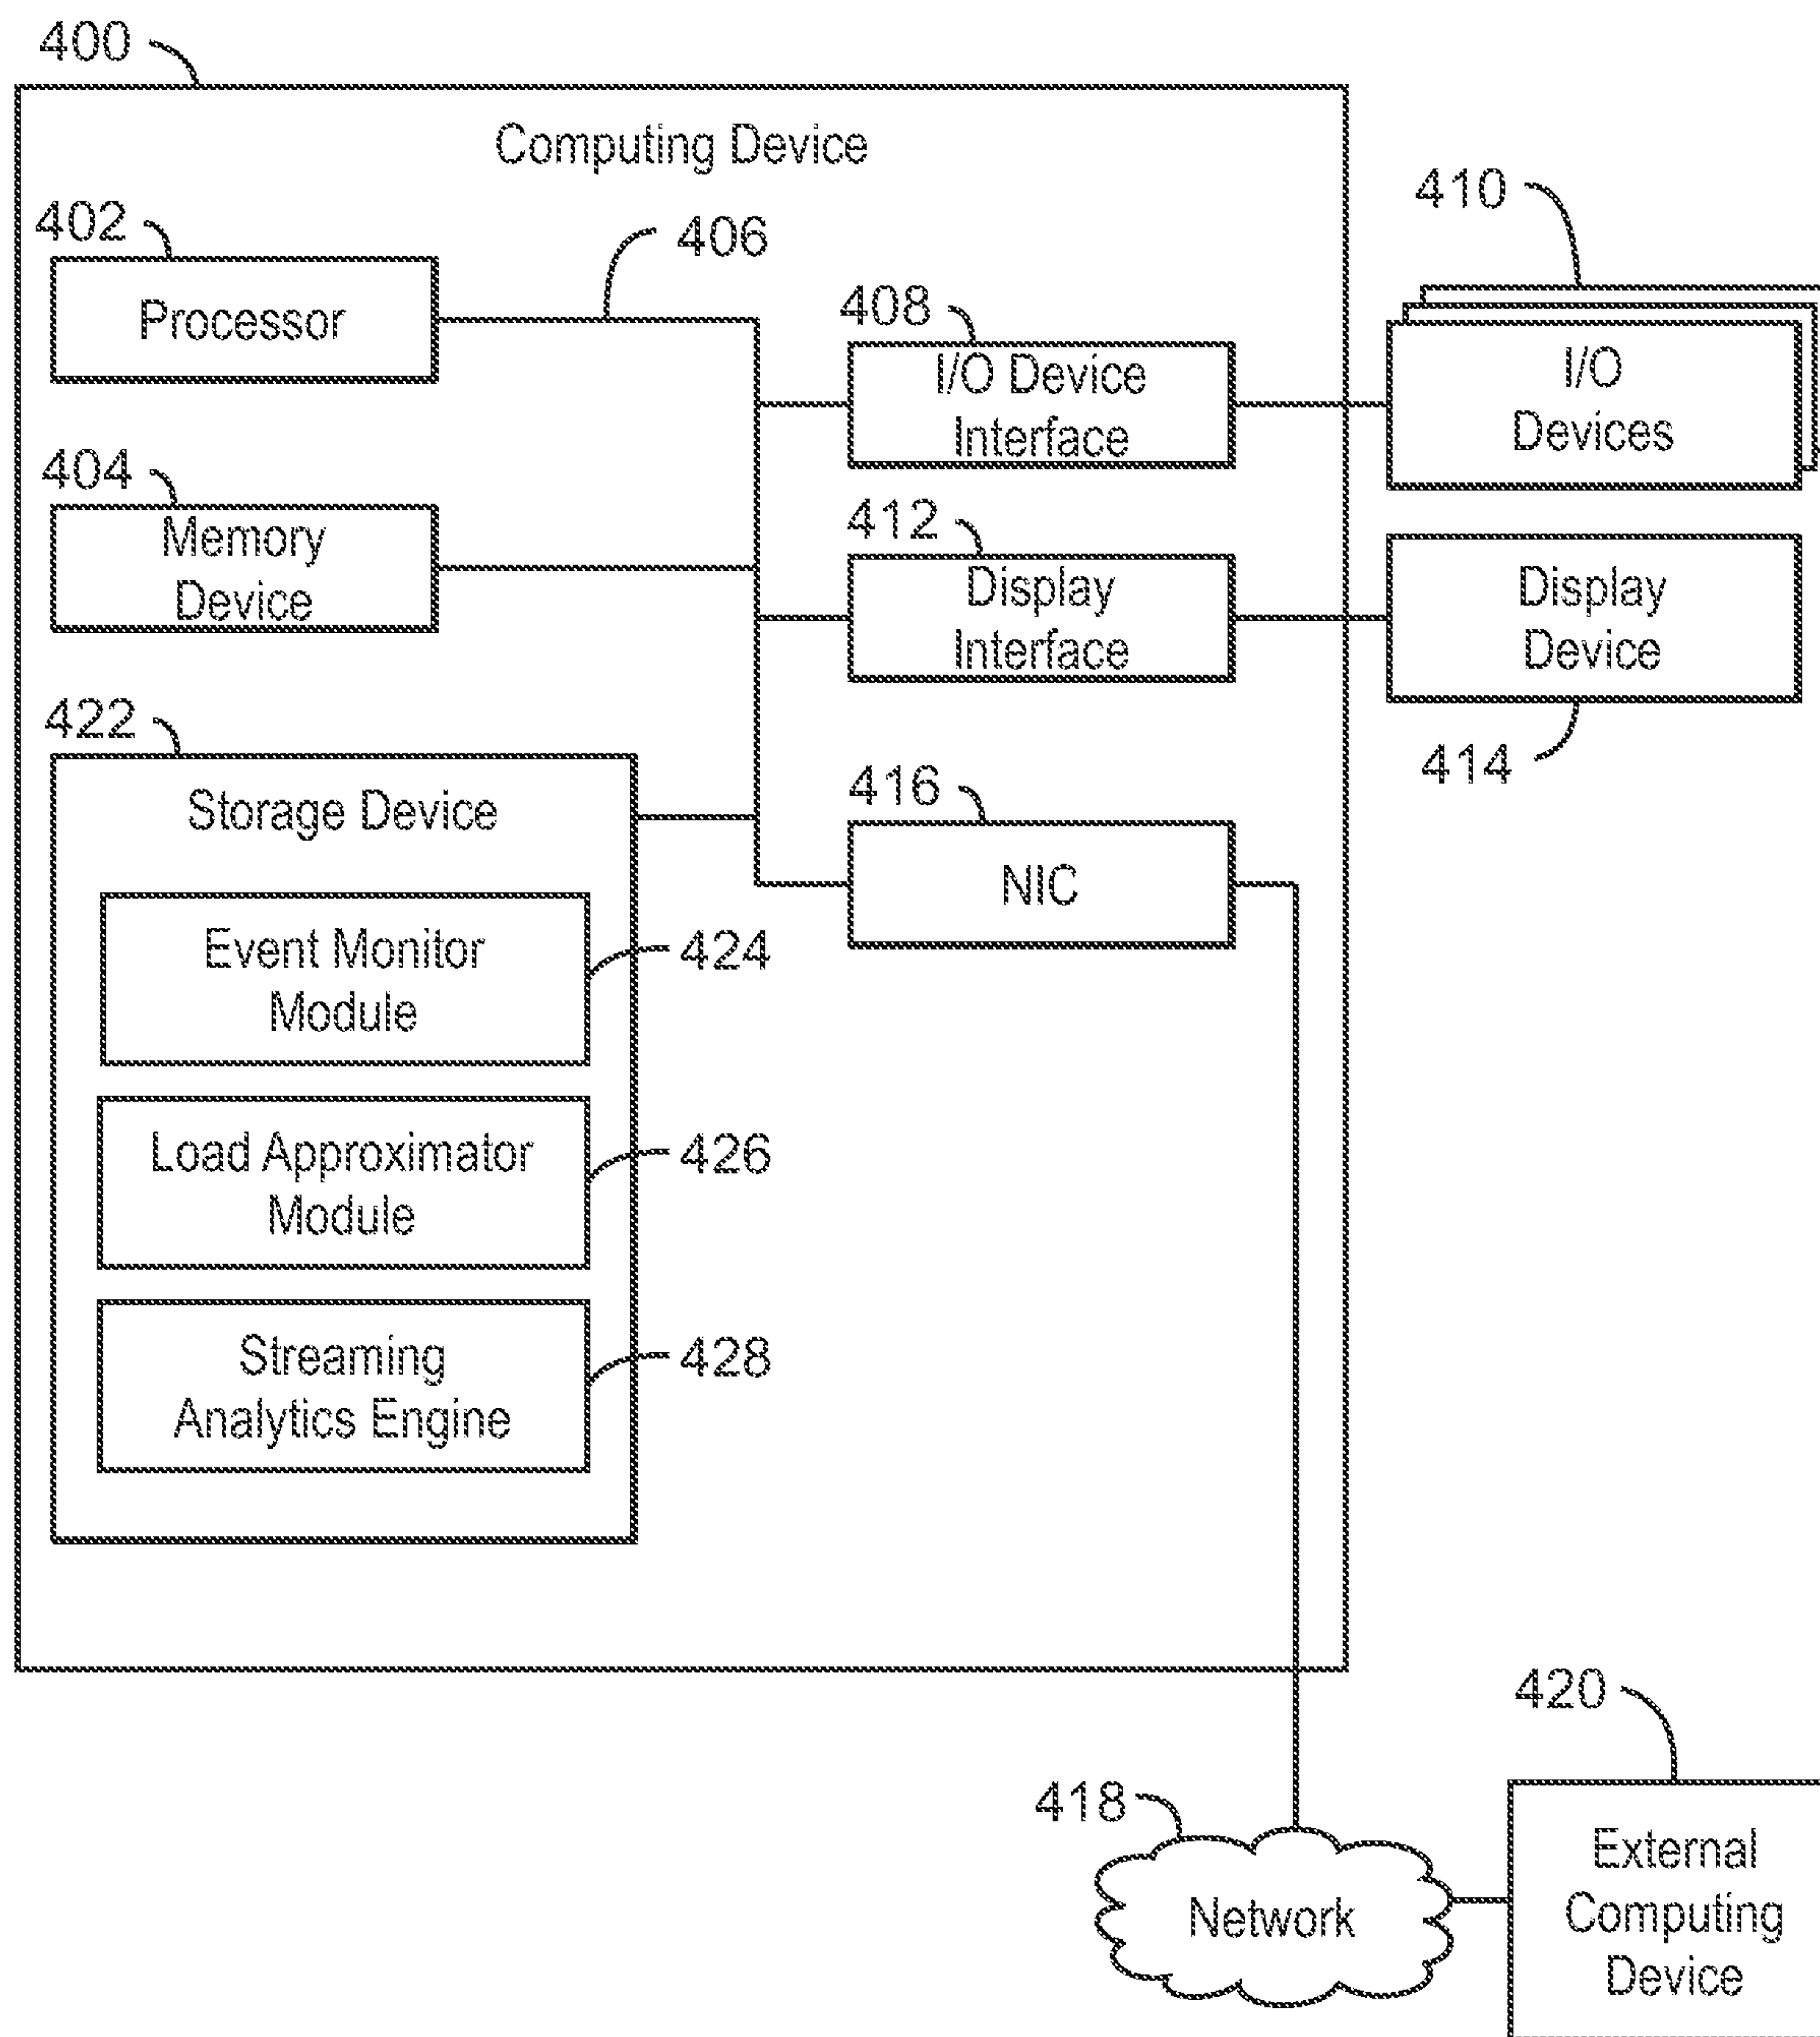 400
Computing Device
402
406
410
Processor
408
I/O Device
Interface
I/O
Devices
404
Memory
Device
412
Display
Interface
Display
Device
414
422
Storage Device
416
NIC
Event Monitor
Module
424
Load Approximator
Module
426
Streaming
Analytics Engine
428
420
418
Network
External
Computing
Device